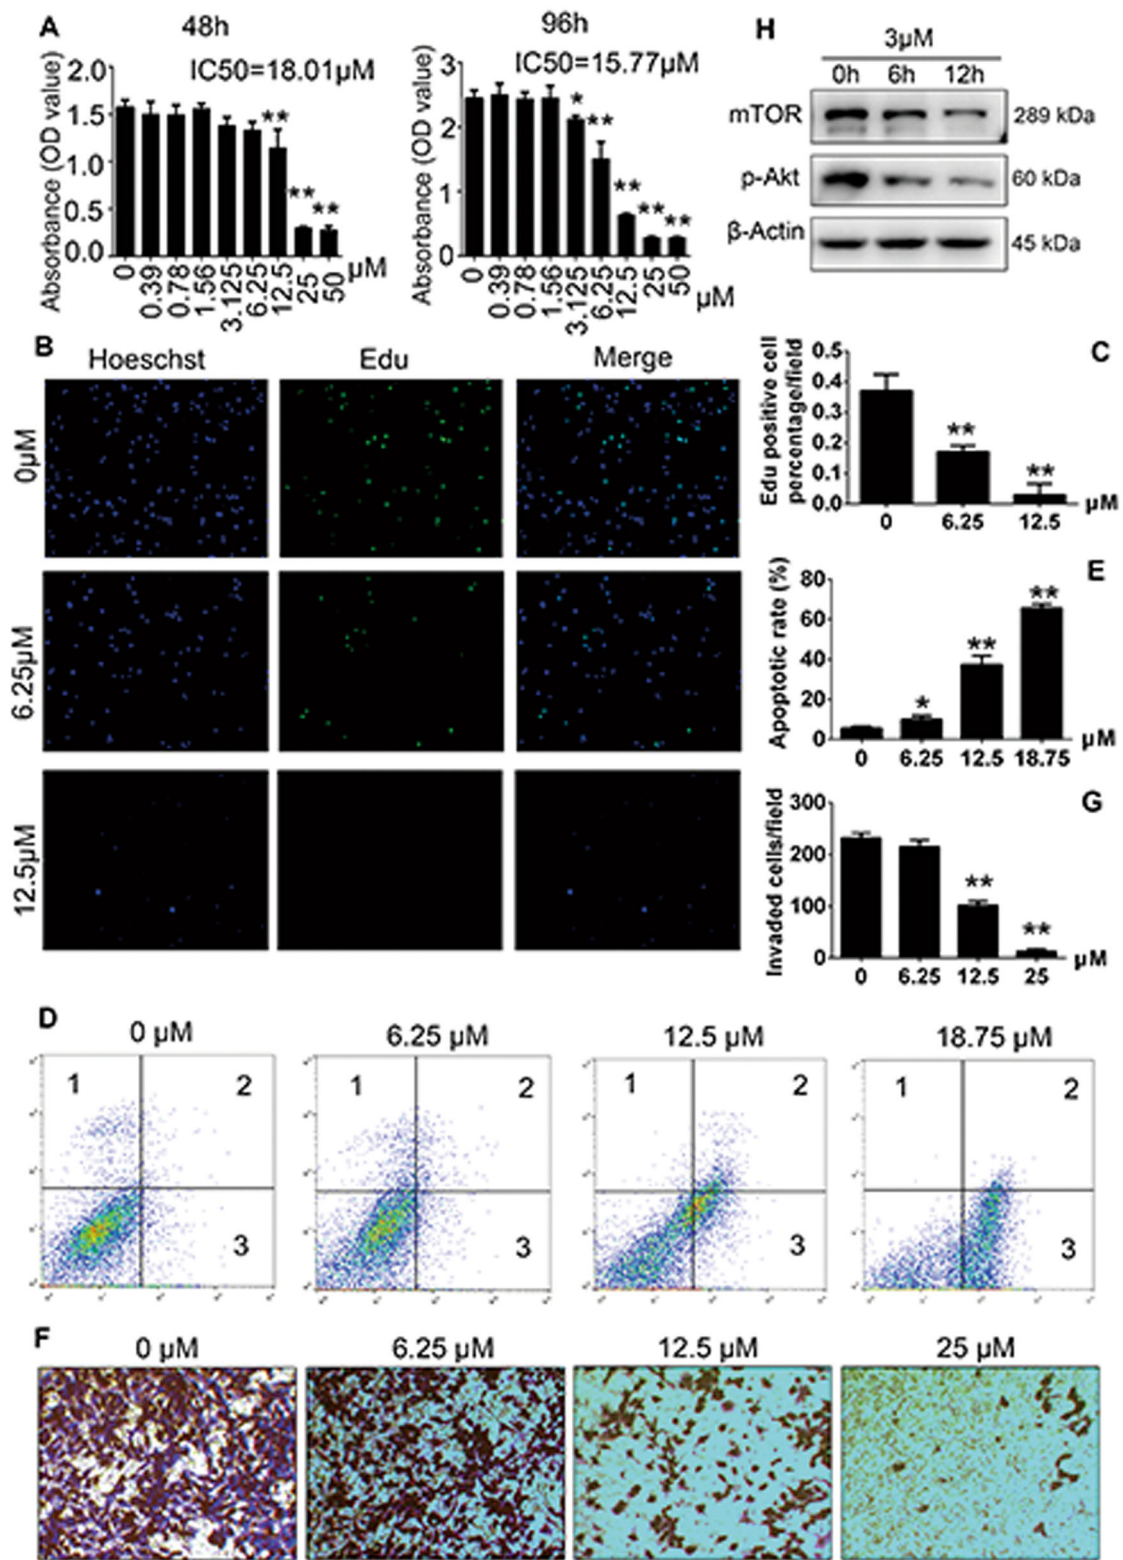 A
48h
IC50=18.01μM
Absorbance (OD value)
2.0
1.5
1.0
0.5
0.0
** ** **
0 0.39 0.78 1.56 3.125 6.25 12.5 25 50 μM
96h
IC50=15.77μM
Absorbance (OD value)
3
2
1
0
* ** ** ** **
0 0.39 0.78 1.56 3.125 6.25 12.5 25 50 μM
H
3μM
0h 6h 12h
mTOR 289 kDa
p-Akt 60 kDa
β-Actin 45 kDa
B
Hoeschst Edu Merge
0μM
6.25μM
12.5μM
C
Edu positive cell
percentage/field
0.5
0.4
0.3
0.2
0.1
0.0
** **
0 6.25 12.5 μM
E
Apoptotic rate (%)
80
60
40
20
0
* ** **
0 6.25 12.5 18.75 μM
G
Invaded cells/field
300
200
100
0
** **
0 6.25 12.5 25 μM
D
0 μM 6.25 μM 12.5 μM 18.75 μM
1 2 1 2 1 2 1 2
3 3 3 3
F
0 μM 6.25 μM 12.5 μM 25 μM